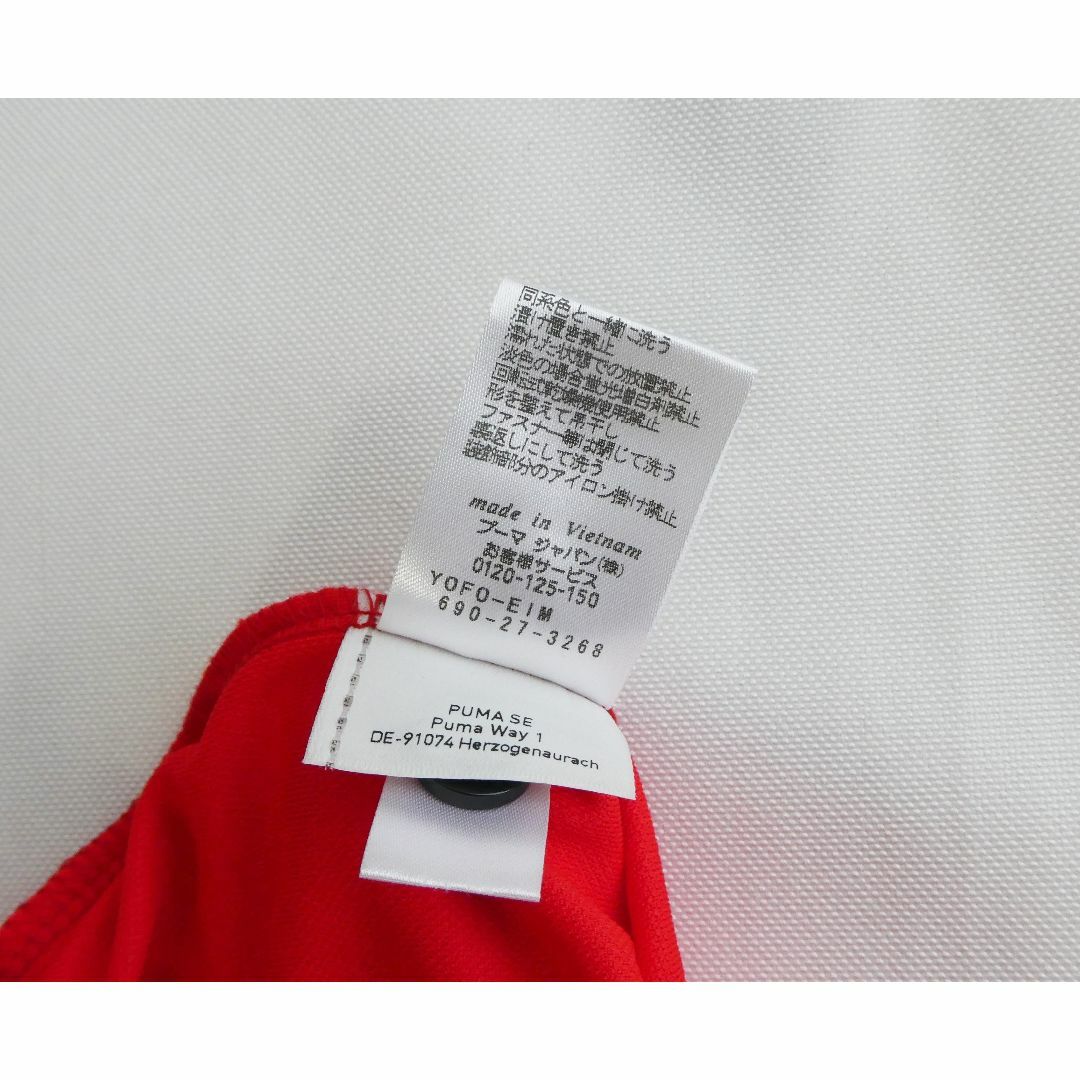 同系色と一緒に洗う
漬け置き禁止
濡れた状態での放置禁止
淡色の場合蛍光増白剤禁止
回転式乾燥機使用禁止
形を整えて吊干し
ファスナー等は閉じて洗う
裏返しにして洗う
装飾部分のアイロン掛け禁止
made in Vietnam
プーマ ジャパン(株)
お客様サービス
0120-125-150
YOFO-EIM
690-27-3268
PUMA SE
Puma Way 1
DE-91074 Herzogenaurach